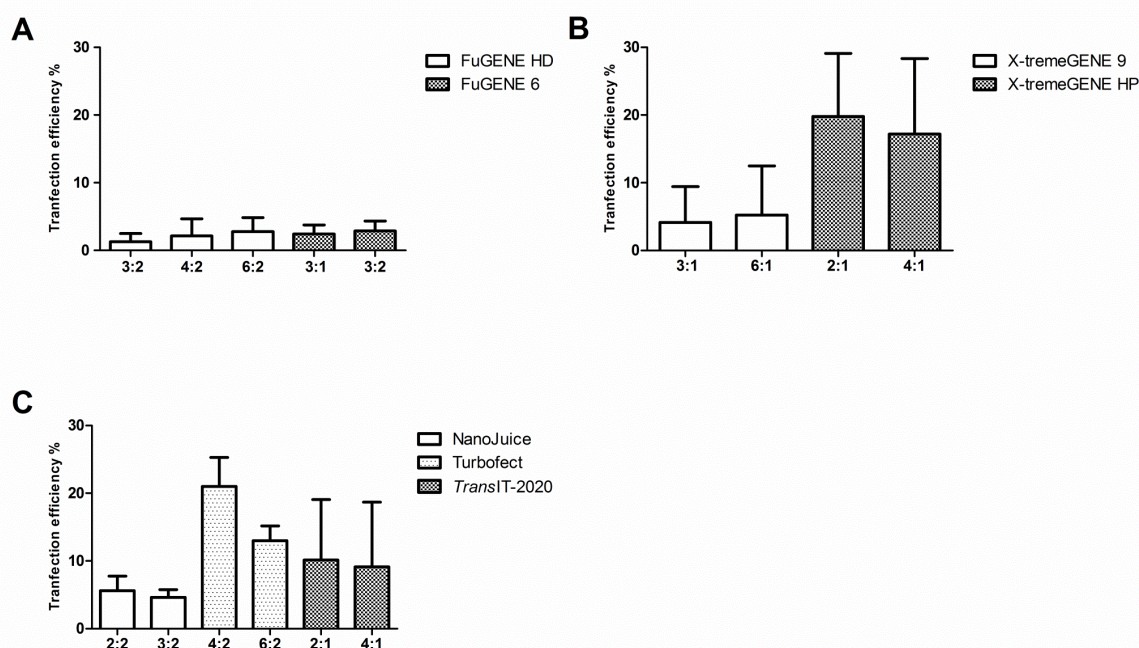 A
Tranfection efficiency %
30
20
10
0
3:2 4:2 6:2 3:1 3:2
FuGENE HD
FuGENE 6
B
Tranfection efficiency %
30
20
10
0
3:1 6:1 2:1 4:1
X-tremeGENE 9
X-tremeGENE HP
C
Tranfection efficiency %
30
20
10
0
2:2 3:2 4:2 6:2 2:1 4:1
NanoJuice
Turbofect
TransIT-2020